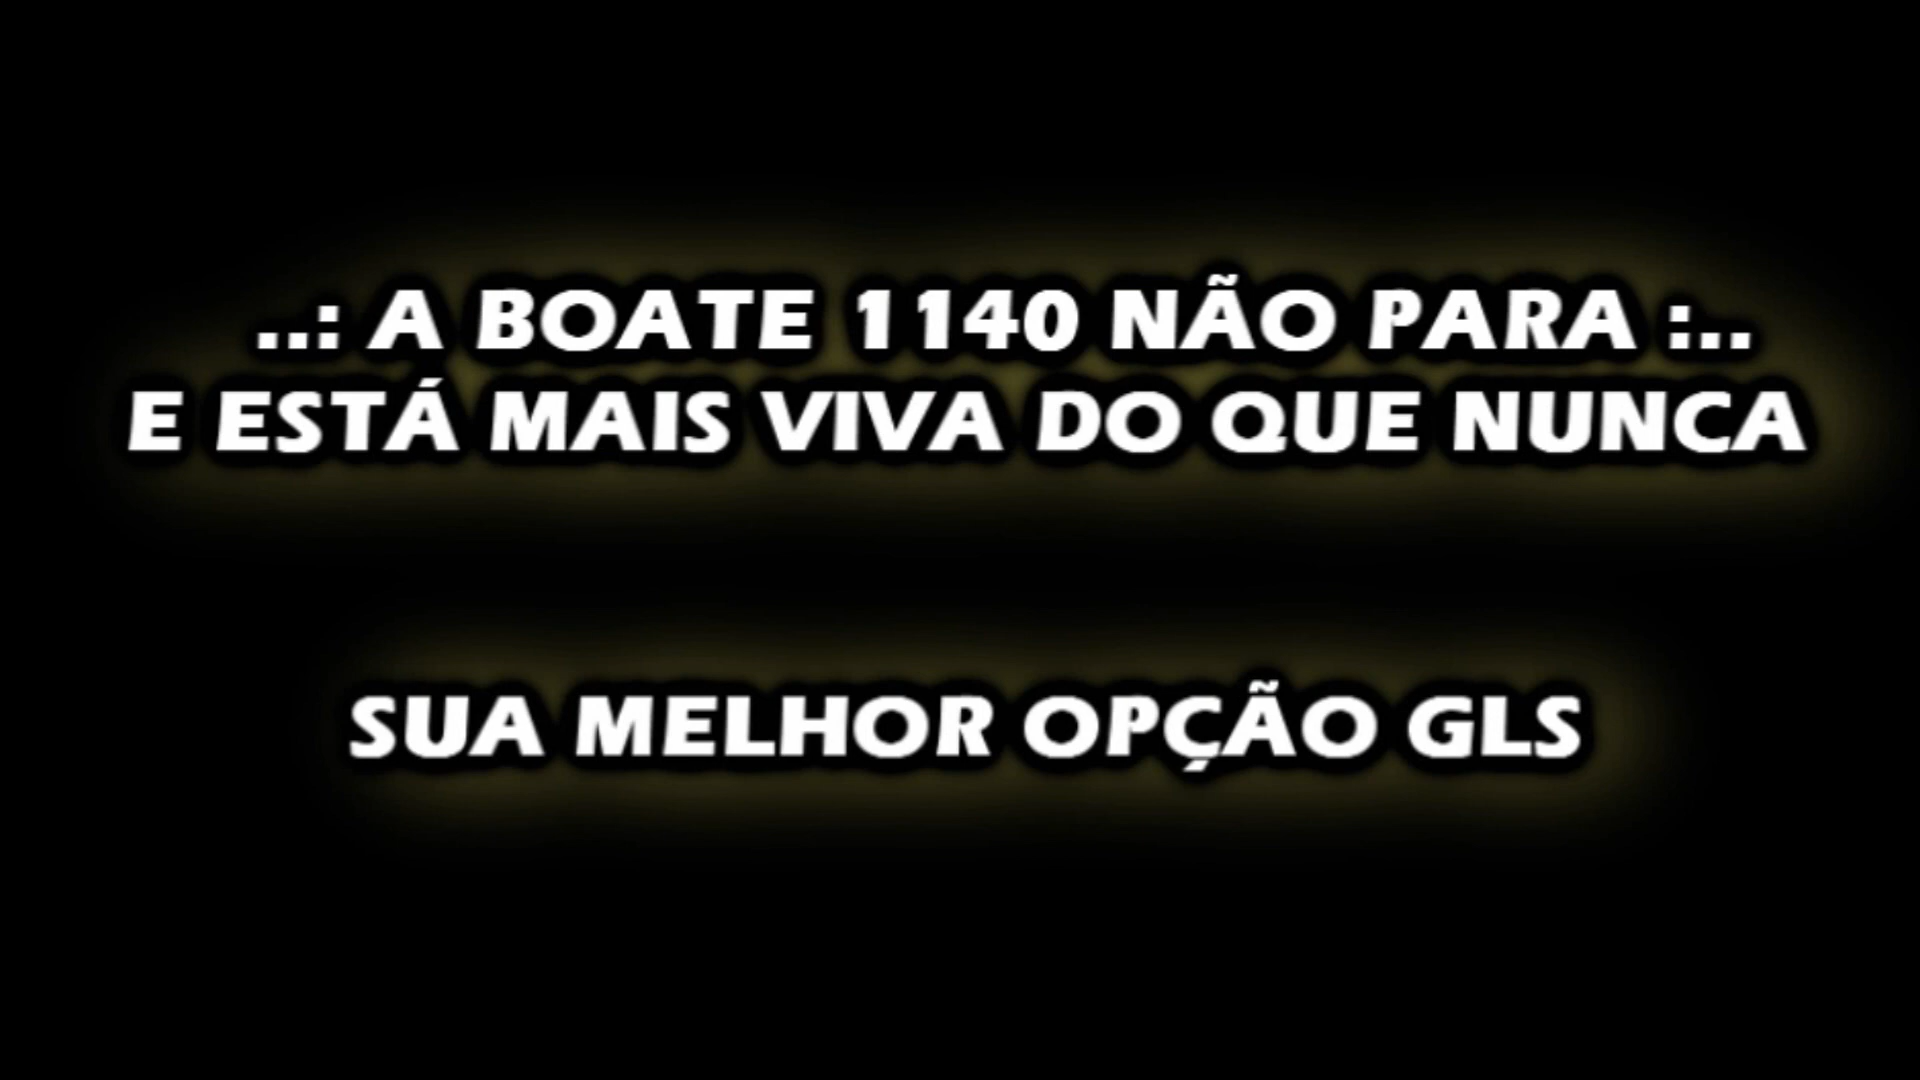 ..: A BOATE 1140 NÃO PARA :..
E ESTÁ MAIS VIVA DO QUE NUNCA
SUA MELHOR OPÇÃO GLS